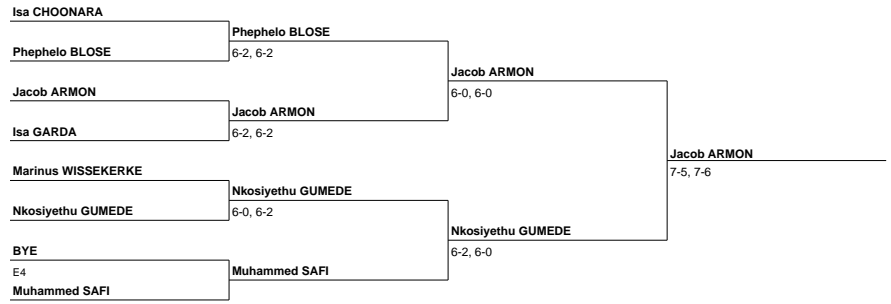 Isa CHOONARA
Phephelo BLOSE
Phephelo BLOSE
6-2, 6-2
Jacob ARMON
6-0, 6-0
Jacob ARMON
Jacob ARMON
6-2, 6-2
Isa GARDA
Jacob ARMON
7-5, 7-6
Marinus WISSEKERKE
Nkosiyethu GUMEDE
6-0, 6-2
Nkosiyethu GUMEDE
Nkosiyethu GUMEDE
6-2, 6-0
BYE
E4
Muhammed SAFI
Muhammed SAFI